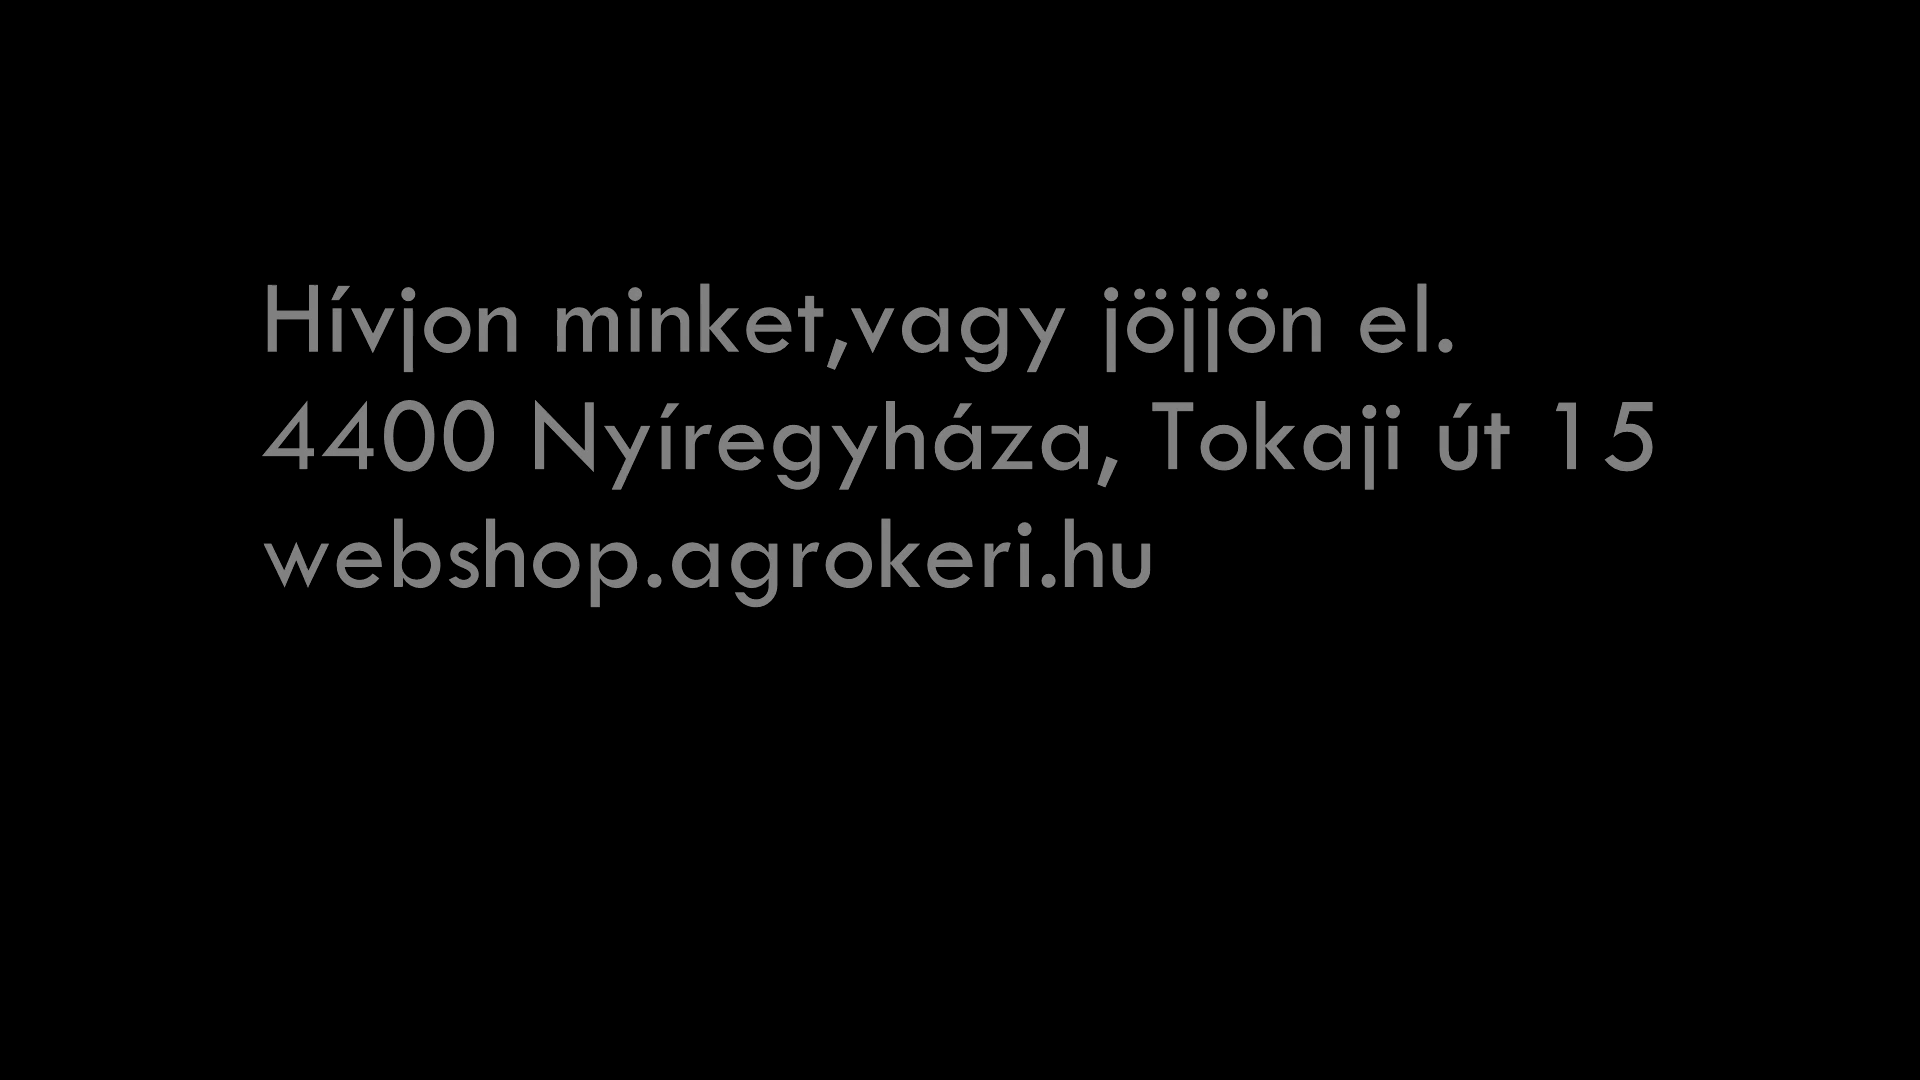 Hívjon minket,vagy jöjjön el.
4400 Nyíregyháza, Tokaji út 15
webshop.agrokeri.hu